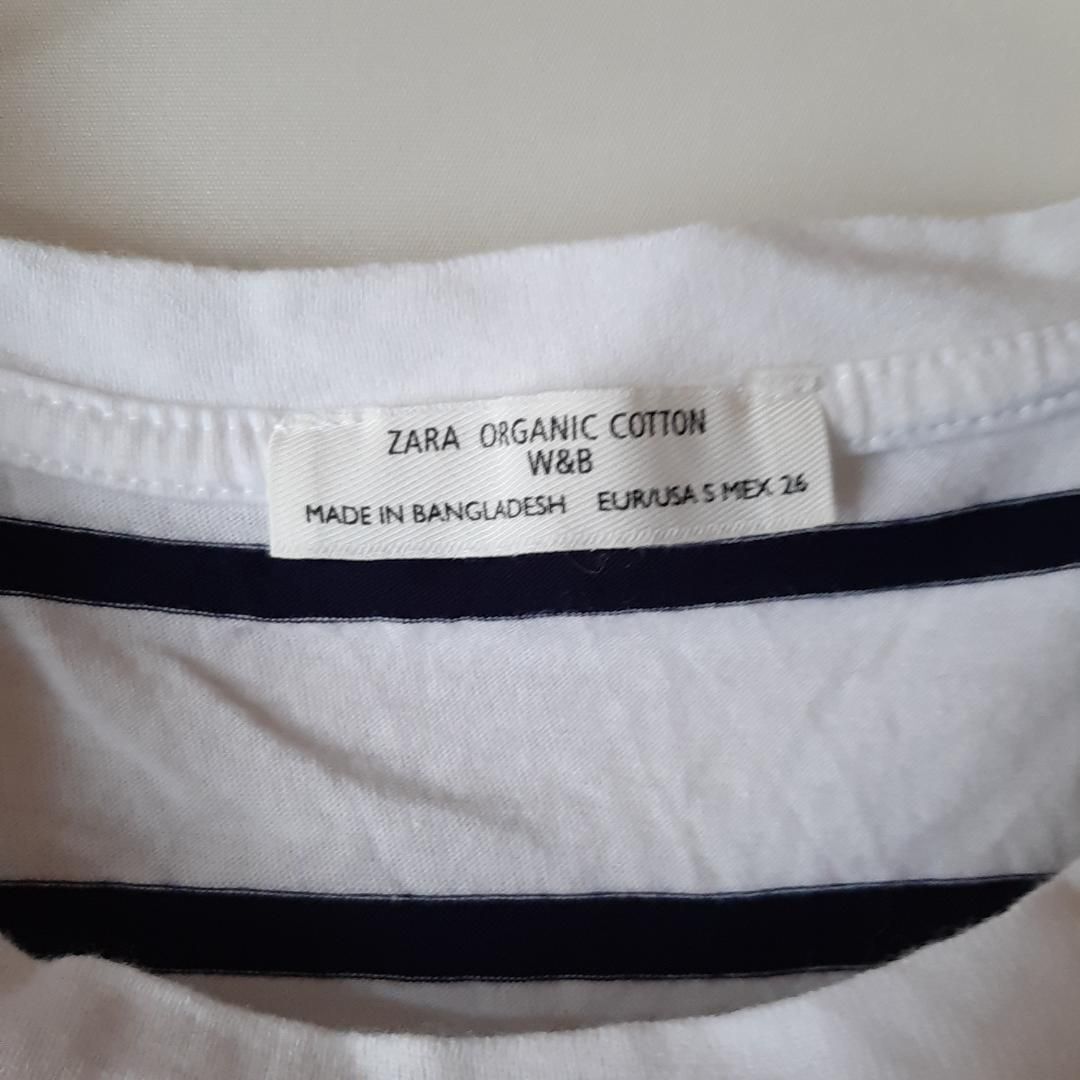 ZARA ORGANIC COTTON
W&B
MADE IN BANGLADESH EUR/USA S MEX 26